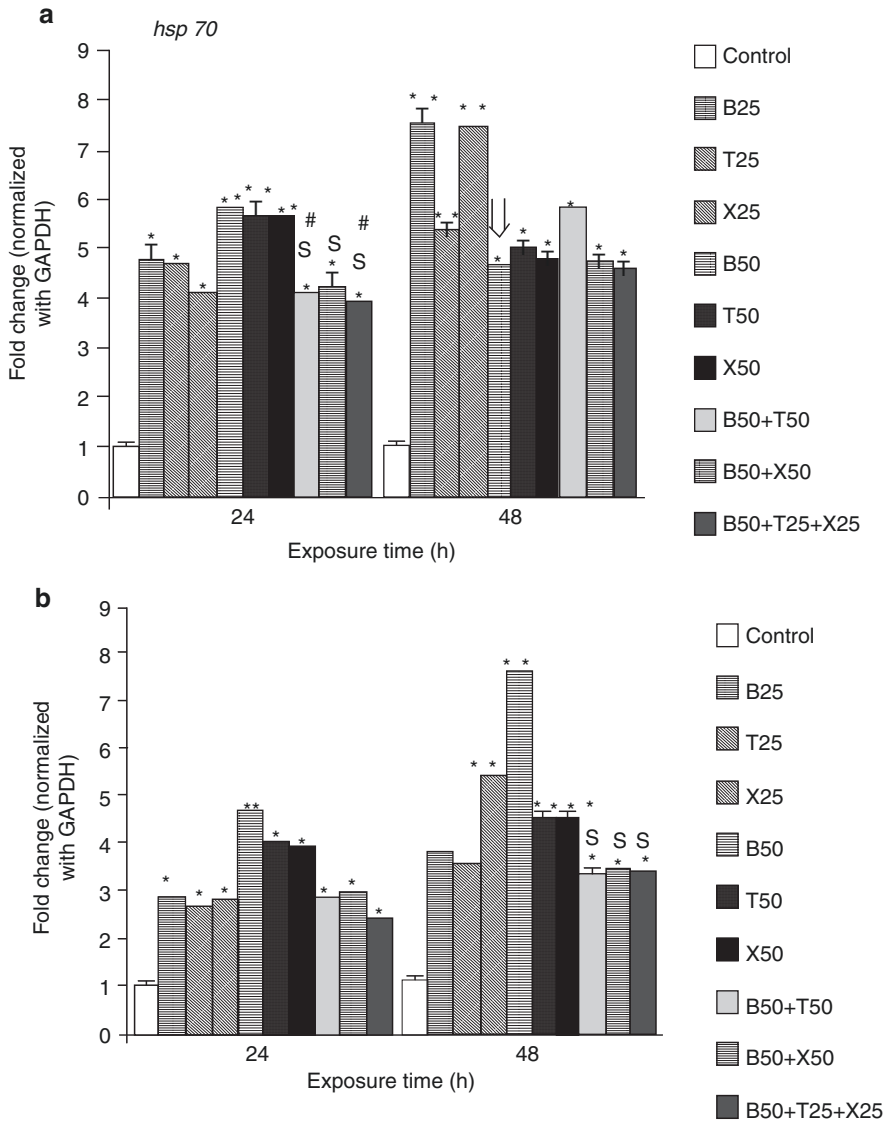 a
hsp 70
Fold change (normalized
with GAPDH)
9
8
7
6
5
4
3
2
1
0
* * * * * * * * *
# #
S S S
* * *
* * * *
* *
* * * * * *
24 48
Exposure time (h)
Control
B25
T25
X25
B50
T50
X50
B50+T50
B50+X50
B50+T25+X25
b
Fold change (normalized
with GAPDH)
9
8
7
6
5
4
3
2
1
0
* * * ** * * * * *
* *
* *
* * * *
S S S
* * *
24 48
Exposure time (h)
Control
B25
T25
X25
B50
T50
X50
B50+T50
B50+X50
B50+T25+X25